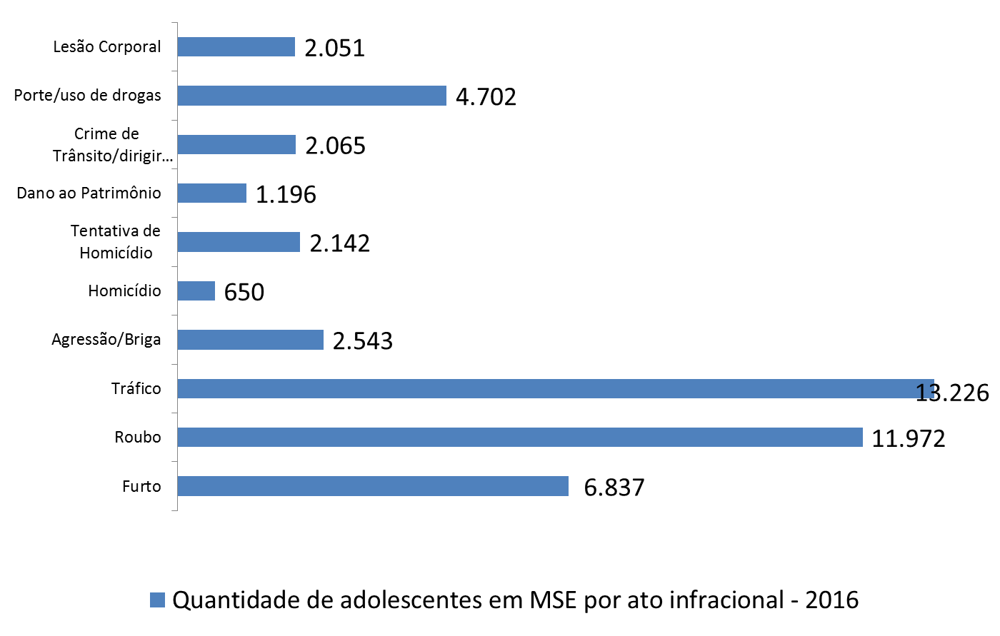 Lesão Corporal 2.051
Porte/uso de drogas 4.702
Crime de
Trânsito/dirigir... 2.065
Dano ao Patrimônio 1.196
Tentativa de
Homicídio 2.142
Homicídio 650
Agressão/Briga 2.543
Tráfico 13.226
Roubo 11.972
Furto 6.837
Quantidade de adolescentes em MSE por ato infracional - 2016